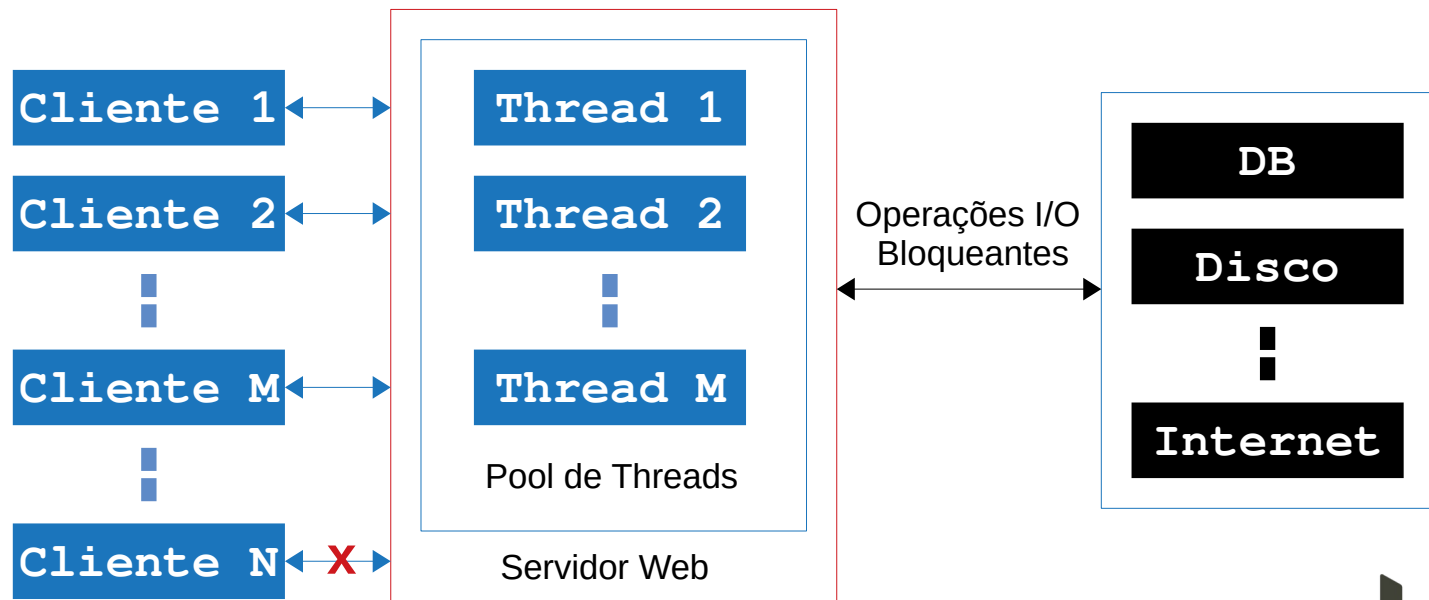 Cliente 1
Cliente 2
Cliente M
Cliente N
X
Thread 1
Thread 2
Thread M
Pool de Threads
Servidor Web
Operações I/O
Bloqueantes
DB
Disco
Internet